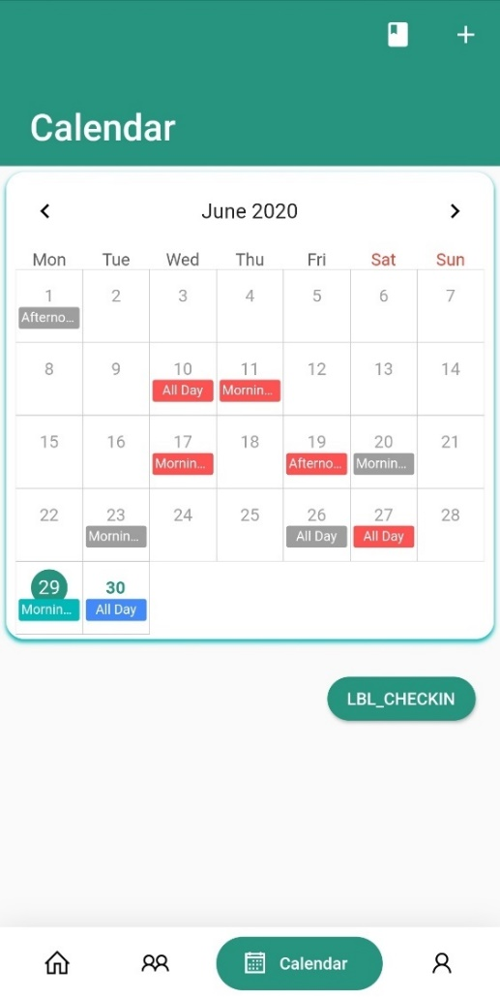 Calendar
June 2020
Mon Tue Wed Thu Fri Sat Sun
1 2 3 4 5 6 7
Afterno...
8 9 10 11 12 13 14
All Day Mornin...
15 16 17 18 19 20 21
Mornin... Afterno... Mornin...
22 23 24 25 26 27 28
Mornin... All Day All Day
29 30
Mornin... All Day
LBL_CHECKIN
Calendar